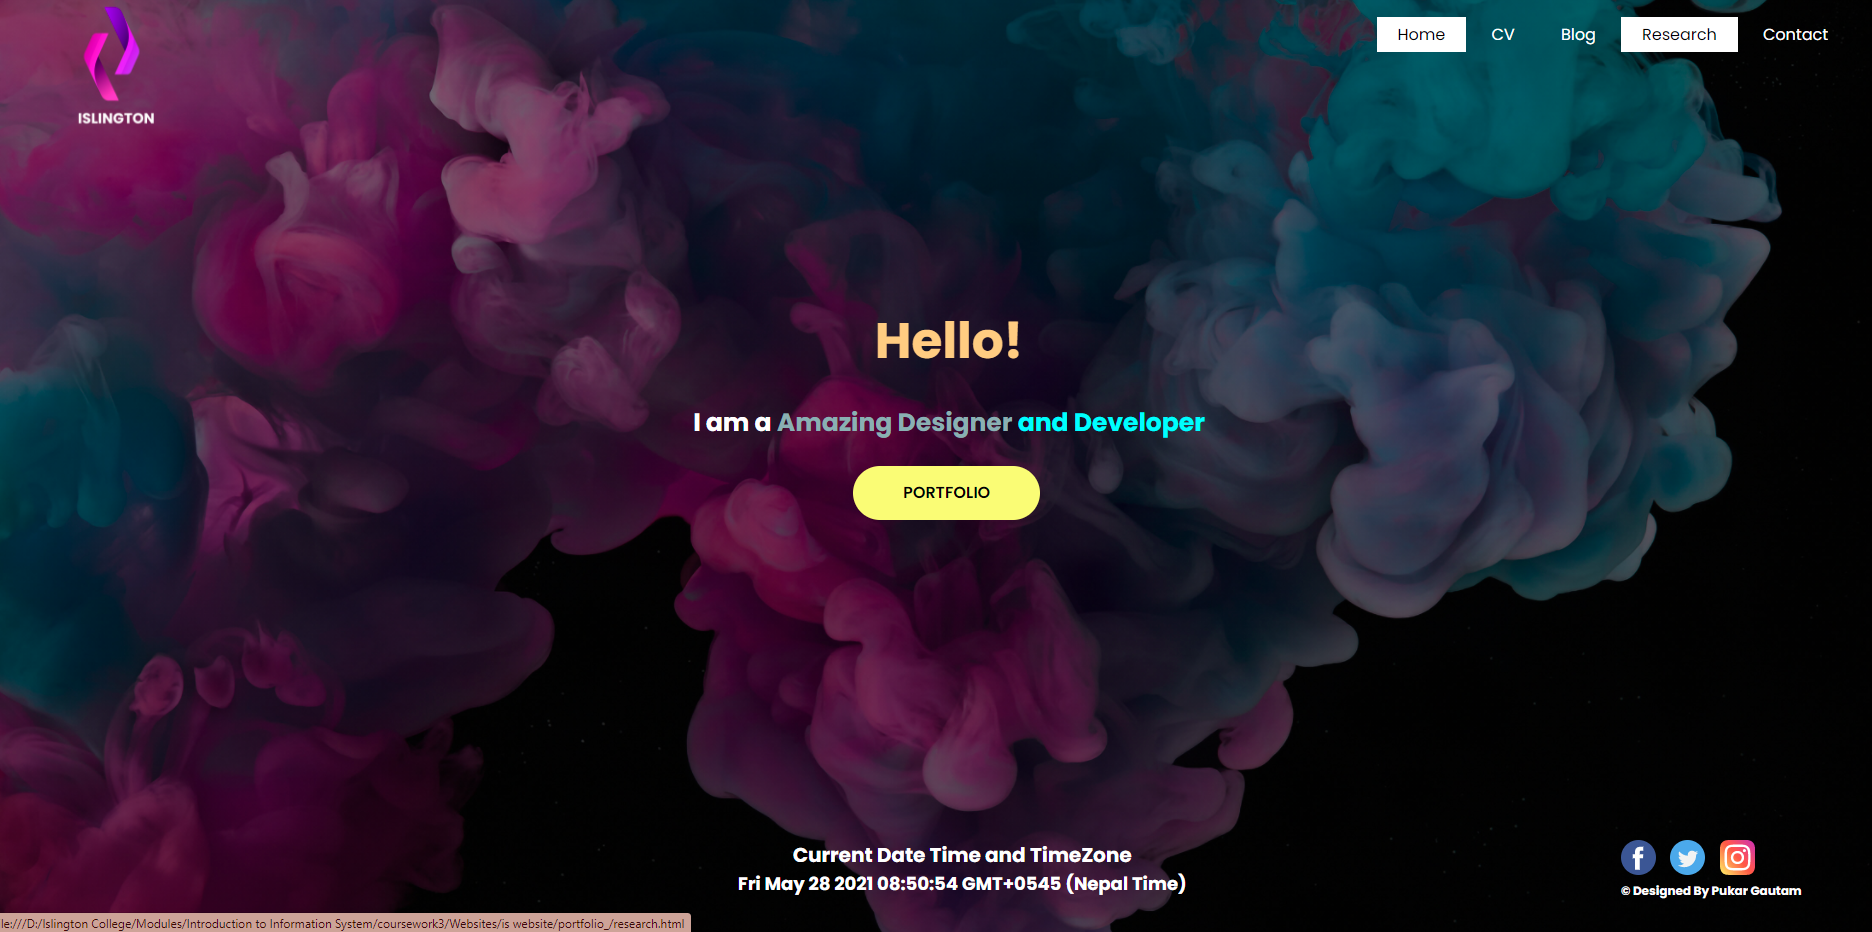 ISLINGTON
Home CV Blog Research Contact
Hello!
I am a Amazing Designer and Developer
PORTFOLIO
Current Date Time and TimeZone
Fri May 28 2021 08:50:54 GMT+0545 (Nepal Time)
© Designed By Pukar Gautam
le:///D:/Islington College/Modules/Introduction to Information System/coursework3/Websites/is website/portfolio_/research.html